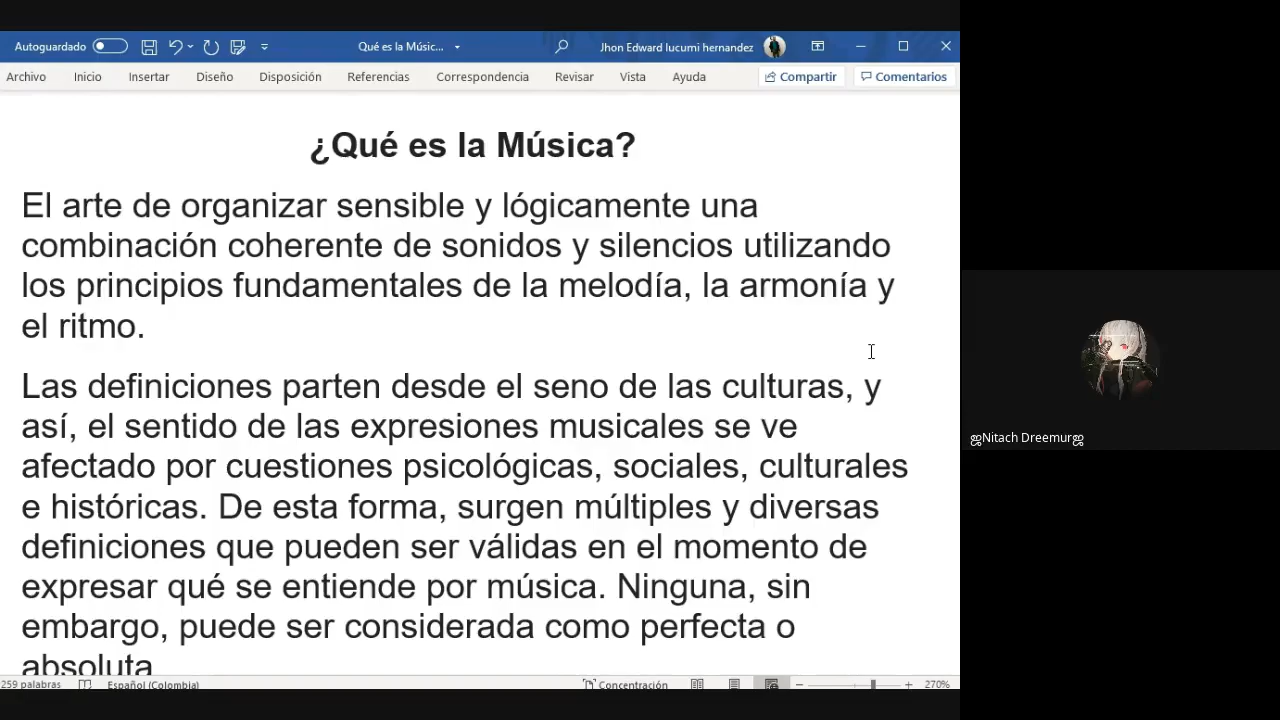 Autoguardado
Qué es la Músic...
Jhon Edward lucumi hernandez
Archivo Inicio Insertar Diseño Disposición Referencias Correspondencia Revisar Vista Ayuda Compartir Comentarios
¿Qué es la Música?
El arte de organizar sensible y lógicamente una
combinación coherente de sonidos y silencios utilizando
los principios fundamentales de la melodía, la armonía y
el ritmo.
Las definiciones parten desde el seno de las culturas, y
así, el sentido de las expresiones musicales se ve
afectado por cuestiones psicológicas, sociales, culturales
e históricas. De esta forma, surgen múltiples y diversas
definiciones que pueden ser válidas en el momento de
expresar qué se entiende por música. Ninguna, sin
embargo, puede ser considerada como perfecta o
absoluta
259 palabras Español (Colombia) Concentración 270%
ஜNitach Dreemurஜ